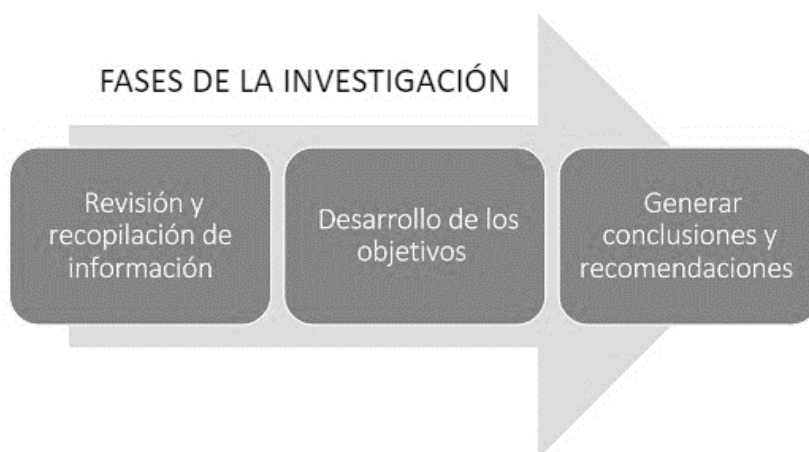 FASES DE LA INVESTIGACIÓN
Revisión y
recopilación de
información
Desarrollo de los
objetivos
Generar
conclusiones y
recomendaciones